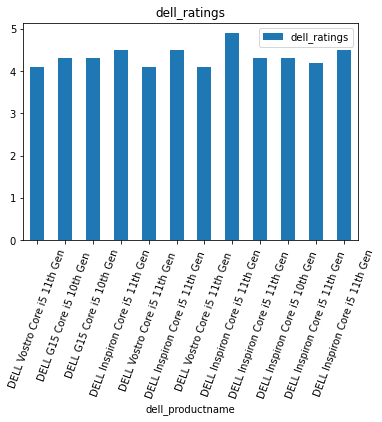 dell_ratings
dell_ratings
5
4
3
2
1
0
DELL Vostro Core i5 11th Gen
DELL G15 Core i5 10th Gen
DELL G15 Core i5 10th Gen
DELL Inspiron Core i5 11th Gen
DELL Vostro Core i5 11th Gen
DELL Inspiron Core i5 11th Gen
DELL Vostro Core i5 11th Gen
DELL Inspiron Core i5 11th Gen
DELL Inspiron Core i5 11th Gen
DELL Inspiron Core i5 10th Gen
DELL Inspiron Core i5 11th Gen
DELL Inspiron Core i5 11th Gen
dell_productname